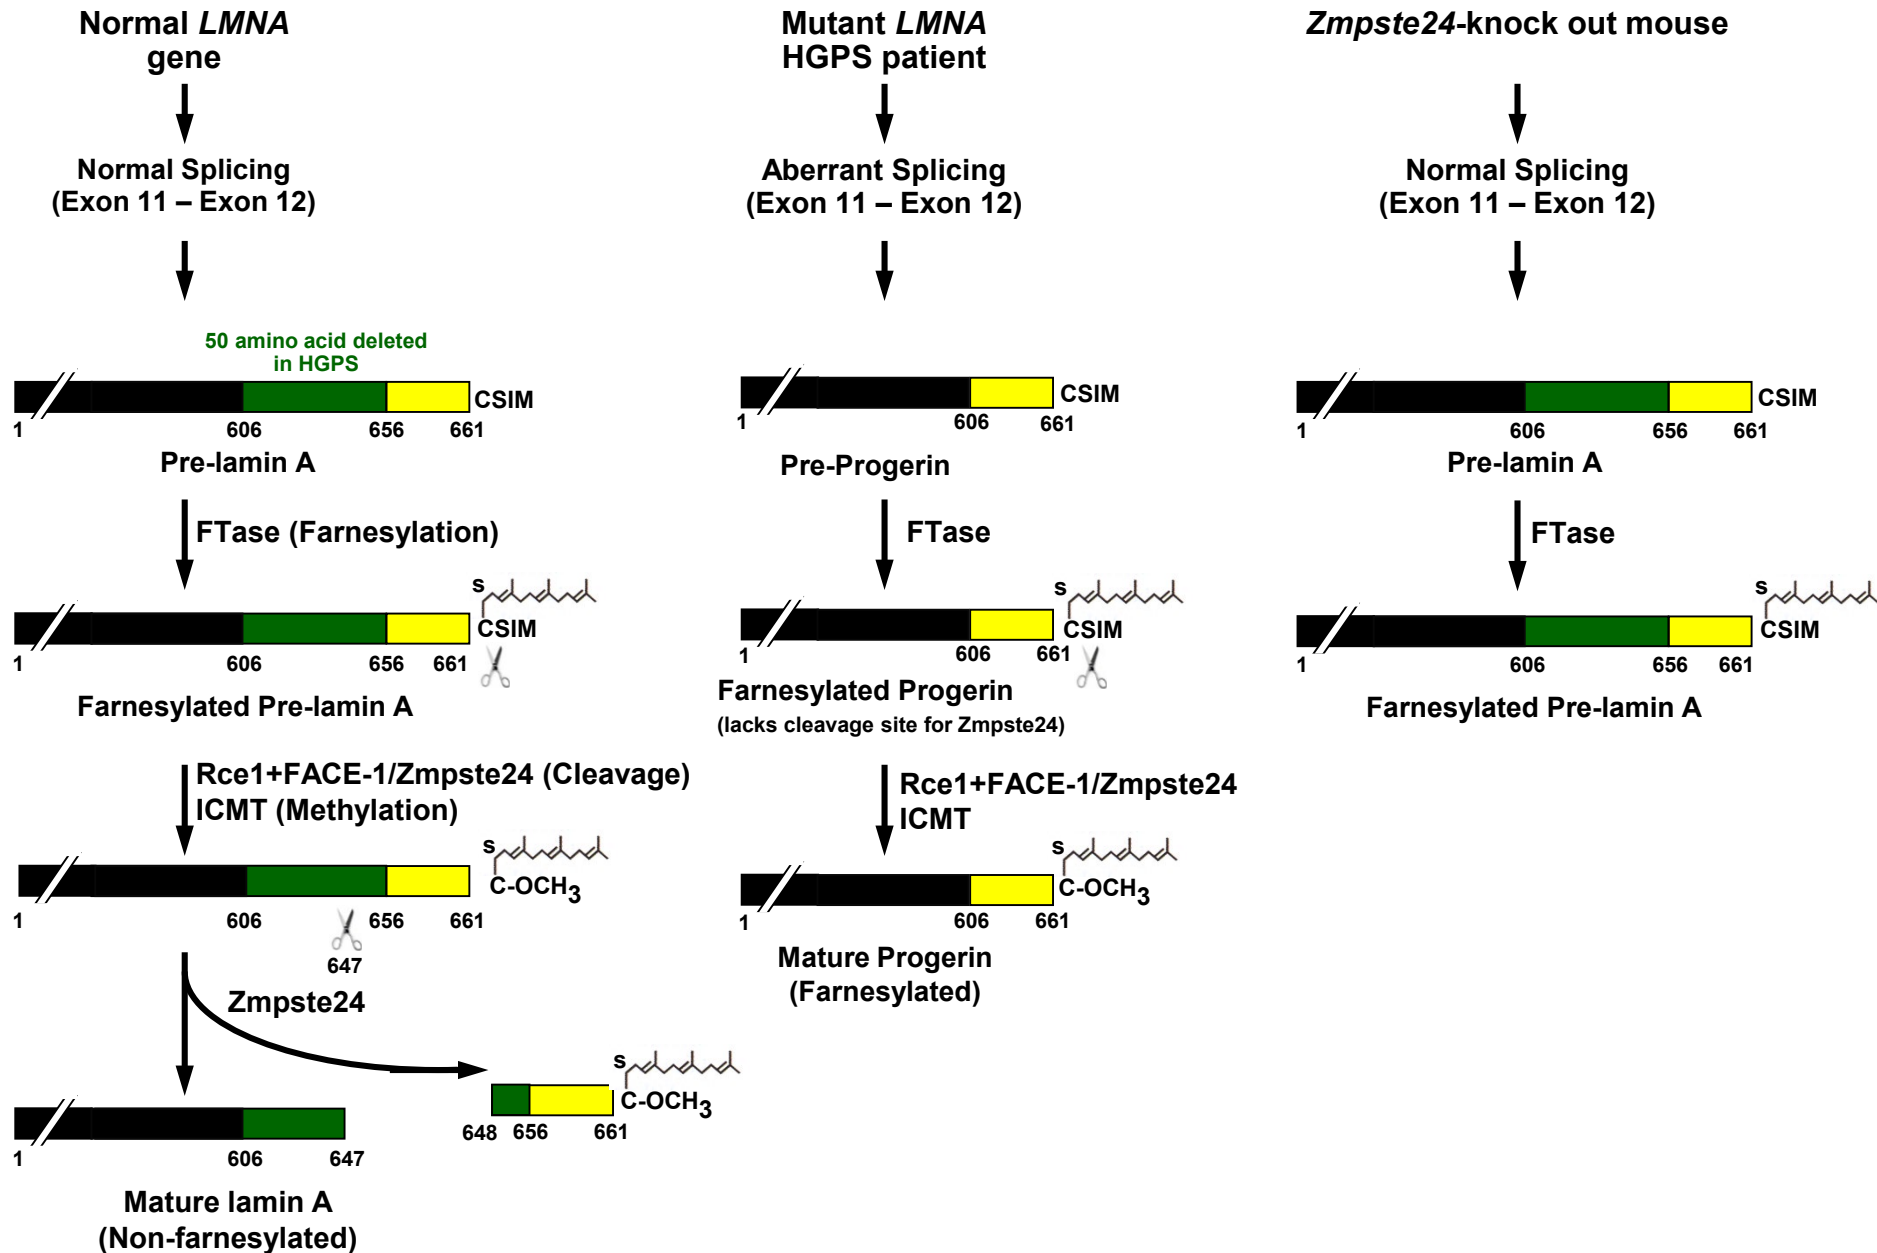 Normal LMNA
gene
Normal Splicing
(Exon 11 – Exon 12)
50 amino acid deleted
in HGPS
CSIM
1
606
656
661
Pre-lamin A
FTase (Farnesylation)
s
CSIM
1
606
656
661
Farnesylated Pre-lamin A
Rce1+FACE-1/Zmpste24 (Cleavage)
ICMT (Methylation)
s
C-OCH3
1
606
656
661
647
Zmpste24
s
C-OCH3
648
656
661
1
606
647
Mature lamin A
(Non-farnesylated)
Mutant LMNA
HGPS patient
Aberrant Splicing
(Exon 11 – Exon 12)
CSIM
1
606
661
Pre-Progerin
FTase
s
CSIM
1
606
661
Farnesylated Progerin
(lacks cleavage site for Zmpste24)
Rce1+FACE-1/Zmpste24
ICMT
s
C-OCH3
1
606
661
Mature Progerin
(Farnesylated)
Zmpste24-knock out mouse
Normal Splicing
(Exon 11 – Exon 12)
CSIM
1
606
656
661
Pre-lamin A
FTase
s
CSIM
1
606
656
661
Farnesylated Pre-lamin A